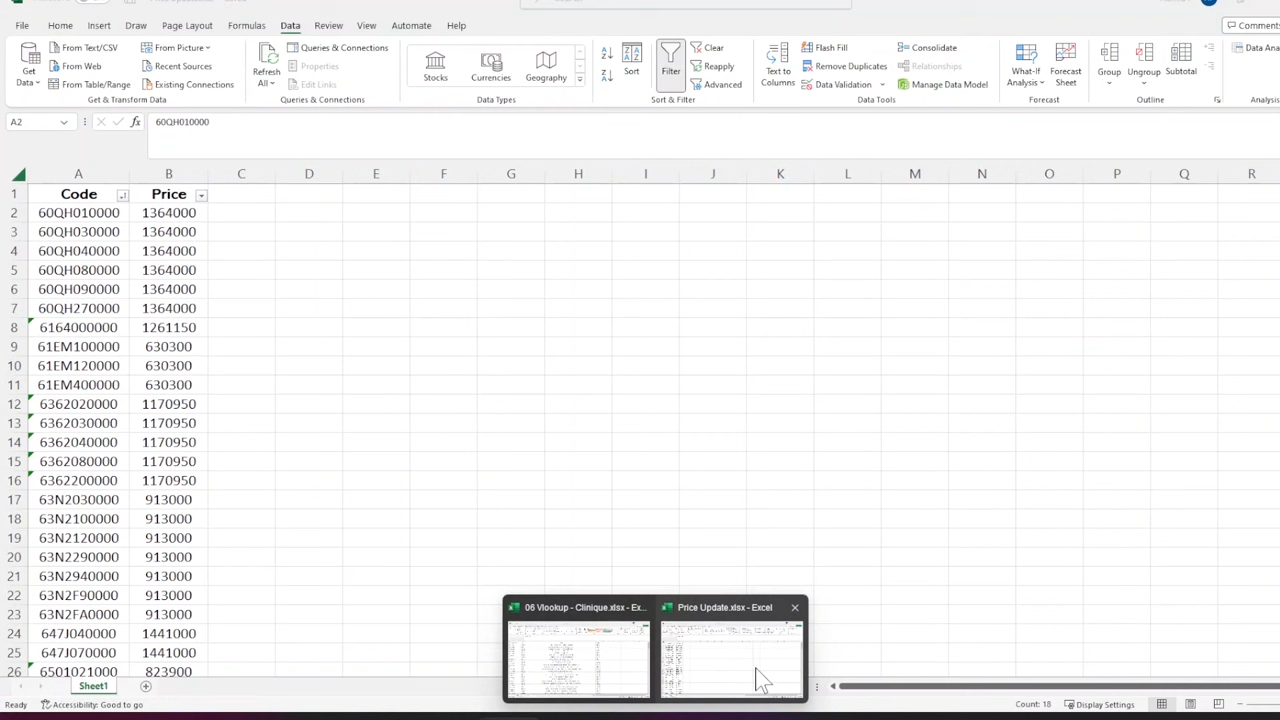 File Home Insert Draw Page Layout Formulas Data Review View Automate Help
Comments
From Text/CSV From Picture Queries & Connections Clear Flash Fill Consolidate Data Ana
From Web Recent Sources Properties Reapply Remove Duplicates Relationships
From Table/Range Existing Connections Edit Links Advanced Data Validation Manage Data Model
Get Data Refresh All Stocks Currencies Geography Sort Filter Text to Columns What-If Analysis Forecast Sheet Group Ungroup Subtotal
Get & Transform Data Queries & Connections Data Types Sort & Filter Data Tools Forecast Outline Analysis
A2 fx 60QH010000
A B C D E F G H I J K L M N O P Q R
1 Code Price
2 60QH010000 1364000
3 60QH030000 1364000
4 60QH040000 1364000
5 60QH080000 1364000
6 60QH090000 1364000
7 60QH270000 1364000
8 6164000000 1261150
9 61EM100000 630300
10 61EM120000 630300
11 61EM400000 630300
12 6362020000 1170950
13 6362030000 1170950
14 6362040000 1170950
15 6362080000 1170950
16 6362200000 1170950
17 63N2030000 913000
18 63N2100000 913000
19 63N2120000 913000
20 63N2290000 913000
21 63N2940000 913000
22 63N2F90000 913000
23 63N2FA0000 913000
24 647J040000 1441000
25 647J070000 1441000
26 6501021000 823900
06 Vlookup - Clinique.xlsx - Ex... Price Update.xlsx - Excel
Sheet1
Ready Accessibility: Good to go Count: 18 Display Settings